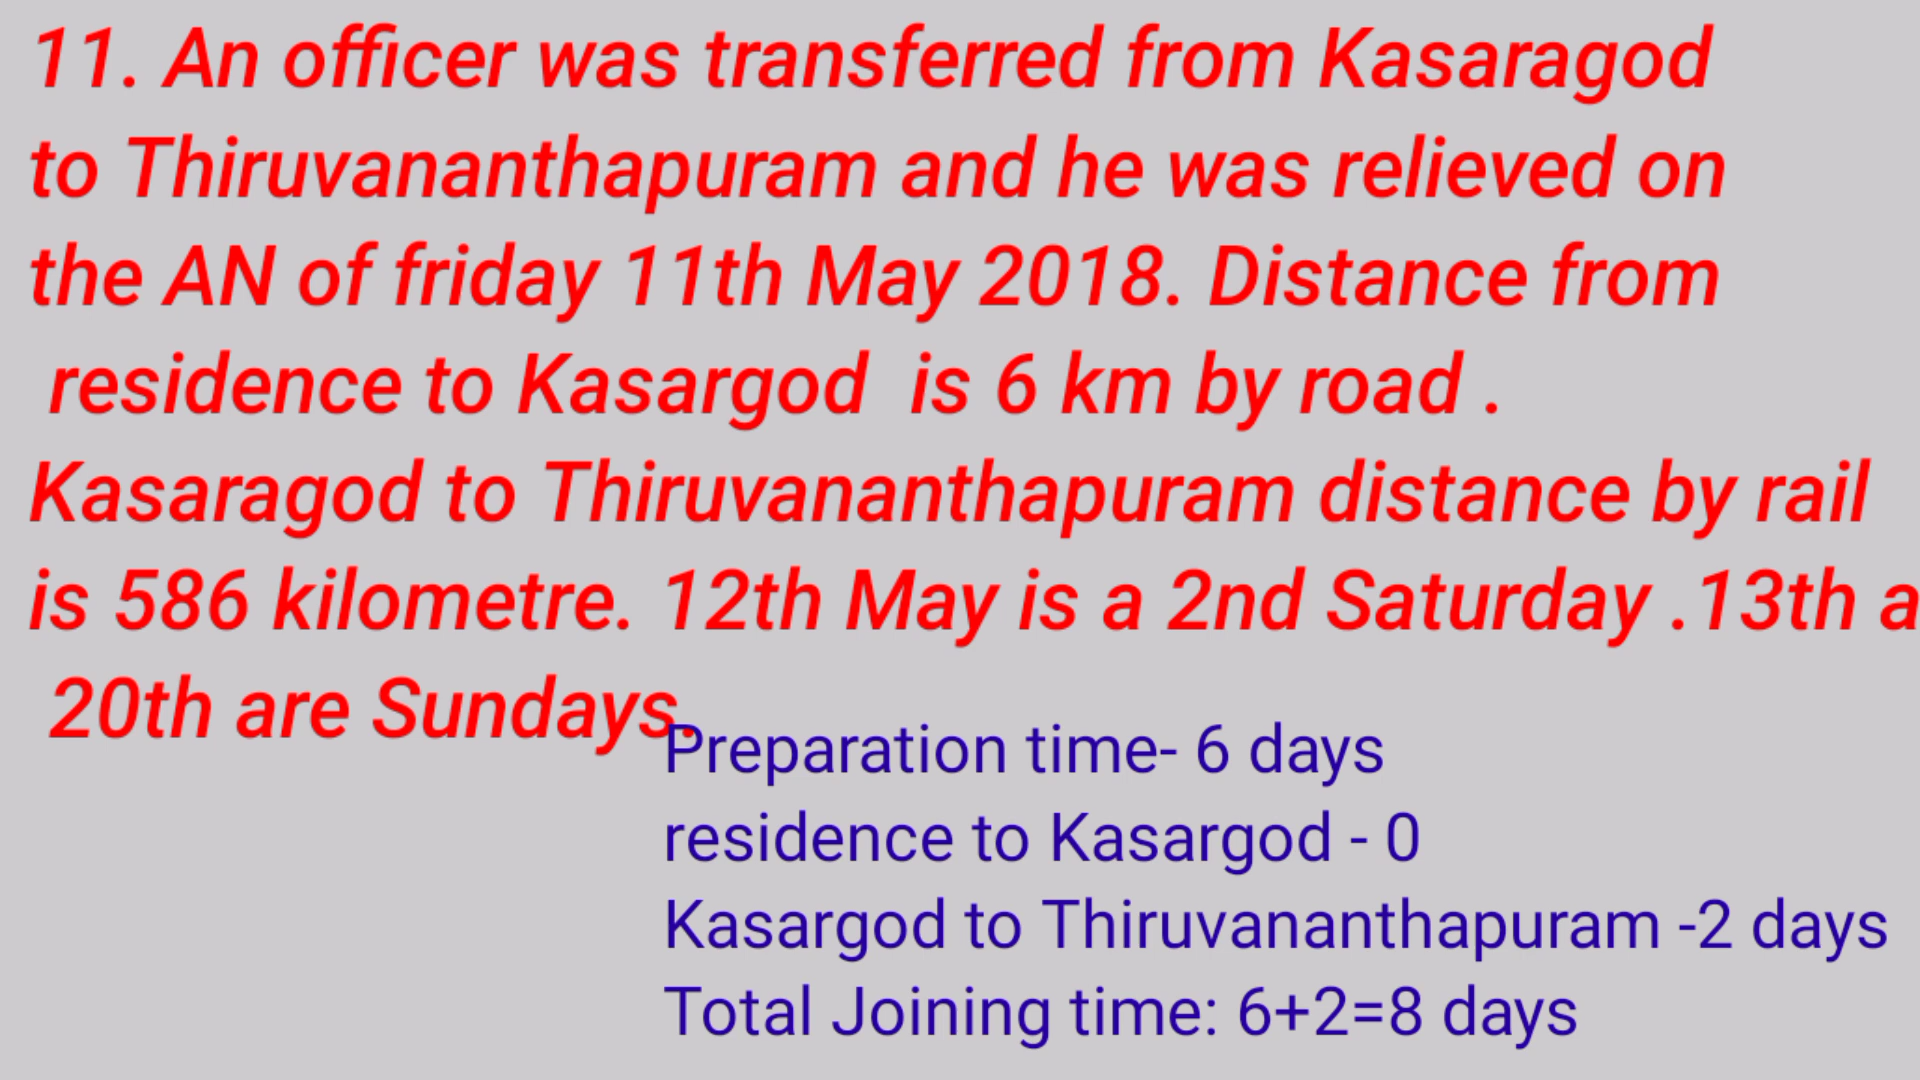 11. An officer was transferred from Kasaragod
to Thiruvananthapuram and he was relieved on
the AN of friday 11th May 2018. Distance from
residence to Kasargod is 6 km by road .
Kasaragod to Thiruvananthapuram distance by rail
is 586 kilometre. 12th May is a 2nd Saturday .13th a
20th are Sundays.
Preparation time- 6 days
residence to Kasargod - 0
Kasargod to Thiruvananthapuram -2 days
Total Joining time: 6+2=8 days